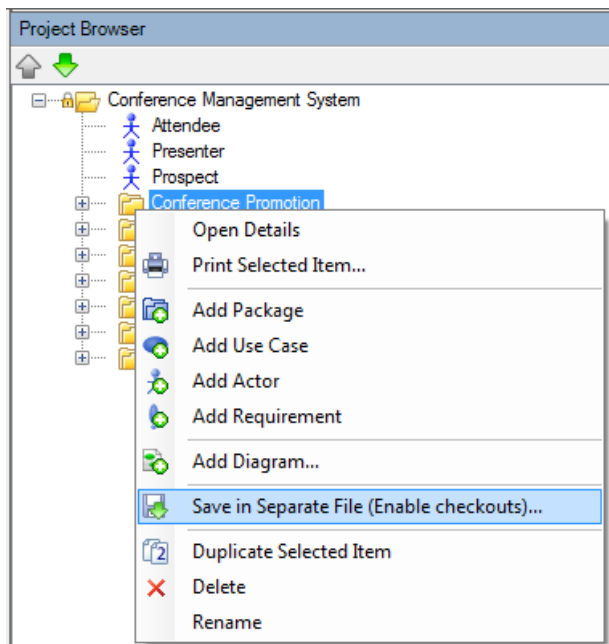 Project Browser
Conference Management System
Attendee
Presenter
Prospect
Conference Promotion
Open Details
Print Selected Item...
Add Package
Add Use Case
Add Actor
Add Requirement
Add Diagram...
Save in Separate File (Enable checkouts)...
2 Duplicate Selected Item
Delete
Rename